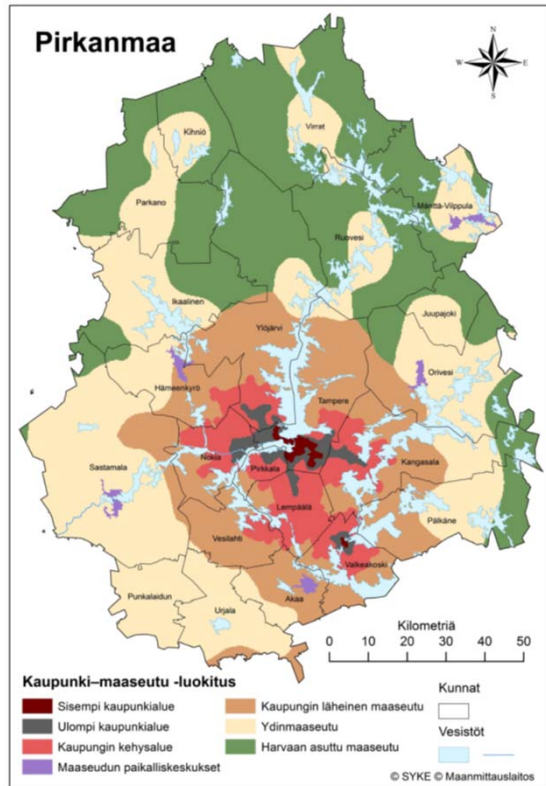 Pirkanmaa
N
W
E
S
Virrat
Kihniö
Mänttä-Vilppula
Parkano
Ruovesi
Ikaalinen
Juupajoki
Ylöjärvi
Orivesi
Hämeenkyrö
Tampere
Nokia
Pirkkala
Kangasala
Sastamala
Lempäälä
Pälkäne
Vesilahti
Valkeakoski
Akaa
Punkalaidun
Urjala
Kilometriä
0 10 20 30 40 50
Kaupunki–maaseutu -luokitus
Sisempi kaupunkialue
Ulompi kaupunkialue
Kaupungin kehysalue
Maaseudun paikalliskeskukset
Kaupungin läheinen maaseutu
Ydinmaaseutu
Harvaan asuttu maaseutu
Kunnat
Vesistöt
© SYKE © Maanmittauslaitos